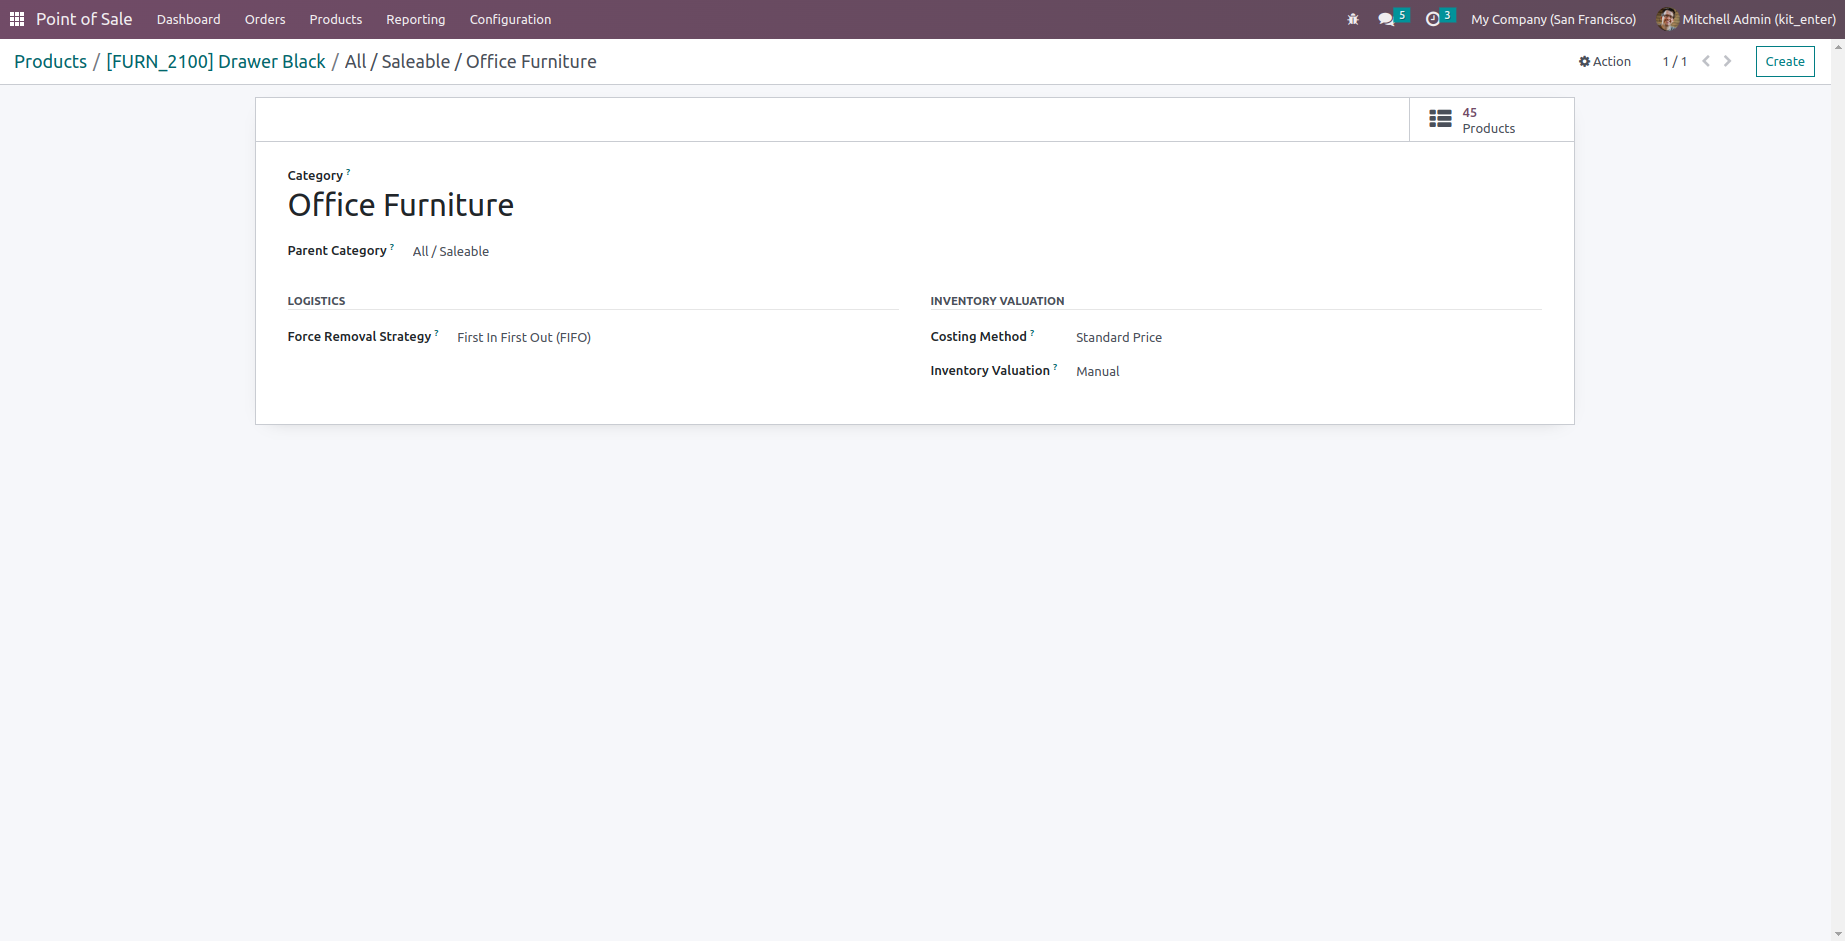 Point of Sale Dashboard Orders Products Reporting Configuration 5 3 My Company (San Francisco) Mitchell Admin (kit_enter)
Products / [FURN_2100] Drawer Black / All / Saleable / Office Furniture Action 1 / 1 Create
45
Products
Category ?
Office Furniture
Parent Category ? All / Saleable
LOGISTICS INVENTORY VALUATION
Force Removal Strategy ? First In First Out (FIFO) Costing Method ? Standard Price
Inventory Valuation ? Manual